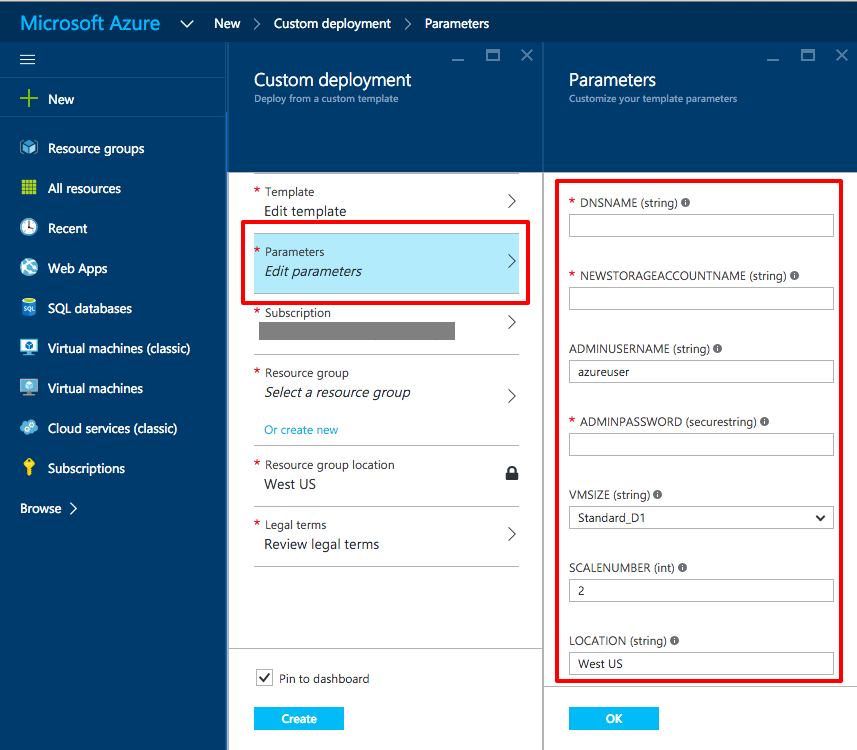 Microsoft Azure New Custom deployment Parameters
New
Resource groups
All resources
Recent
Web Apps
SQL
SQL databases
Virtual machines (classic)
Virtual machines
Cloud services (classic)
Subscriptions
Browse
Custom deployment
Deploy from a custom template
* Template
Edit template
* Parameters
Edit parameters
* Subscription
* Resource group
Select a resource group
Or create new
* Resource group location
West US
* Legal terms
Review legal terms
Pin to dashboard
Create
Parameters
Customize your template parameters
* DNSNAME (string)
* NEWSTORAGEACCOUNTNAME (string)
ADMINUSERNAME (string)
azureuser
* ADMINPASSWORD (securestring)
VMSIZE (string)
Standard_D1
SCALENUMBER (int)
2
LOCATION (string)
West US
OK